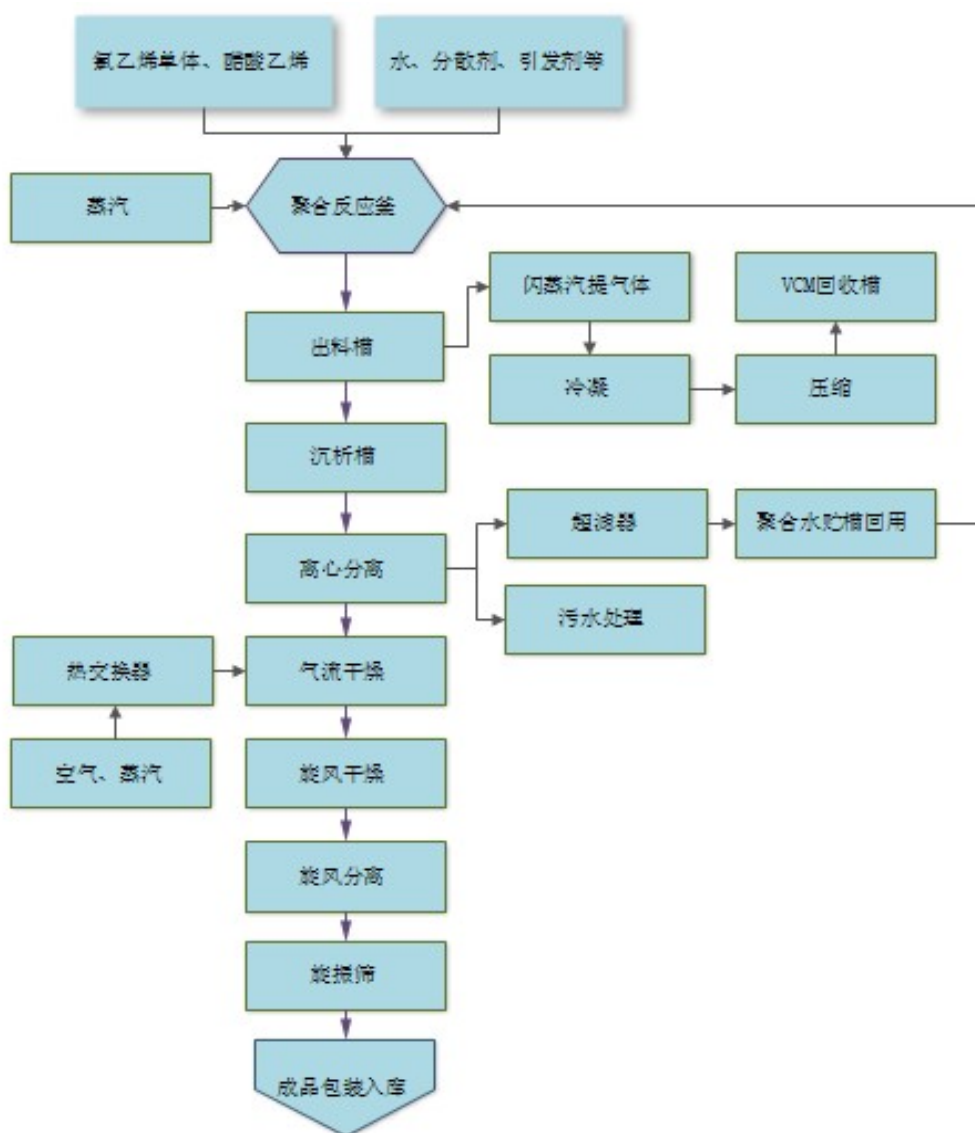 氯乙烯单体、醋酸乙烯
水、分散剂、引发剂等
蒸汽
聚合反应釜
闪蒸汽提气体
VCM回收槽
出料槽
冷凝
压缩
沉析槽
超滤器
聚合水贮槽回用
离心分离
污水处理
热交换器
气流干燥
空气、蒸汽
旋风干燥
旋风分离
旋振筛
成品包装入库